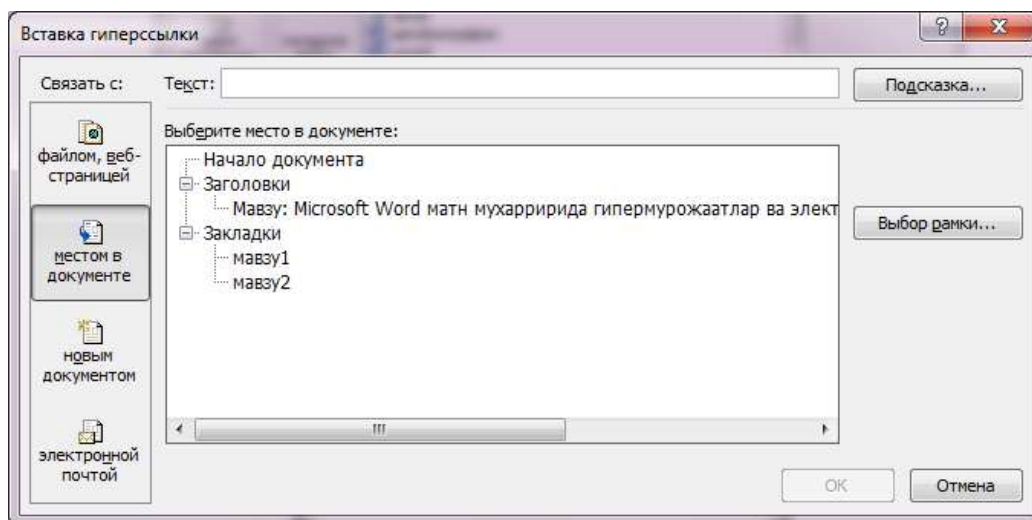 Вставка гиперссылки
Связать с:
Текст:
Подсказка...
файлом, веб-
страницей
местом в
документе
новым
документом
электронной
почтой
Выберите место в документе:
Начало документа
Заголовки
Мавзу: Microsoft Word матн мухарририда гипермурожаатлар ва элект
Закладки
мавзу1
мавзу2
Выбор рамки...
ОК
Отмена